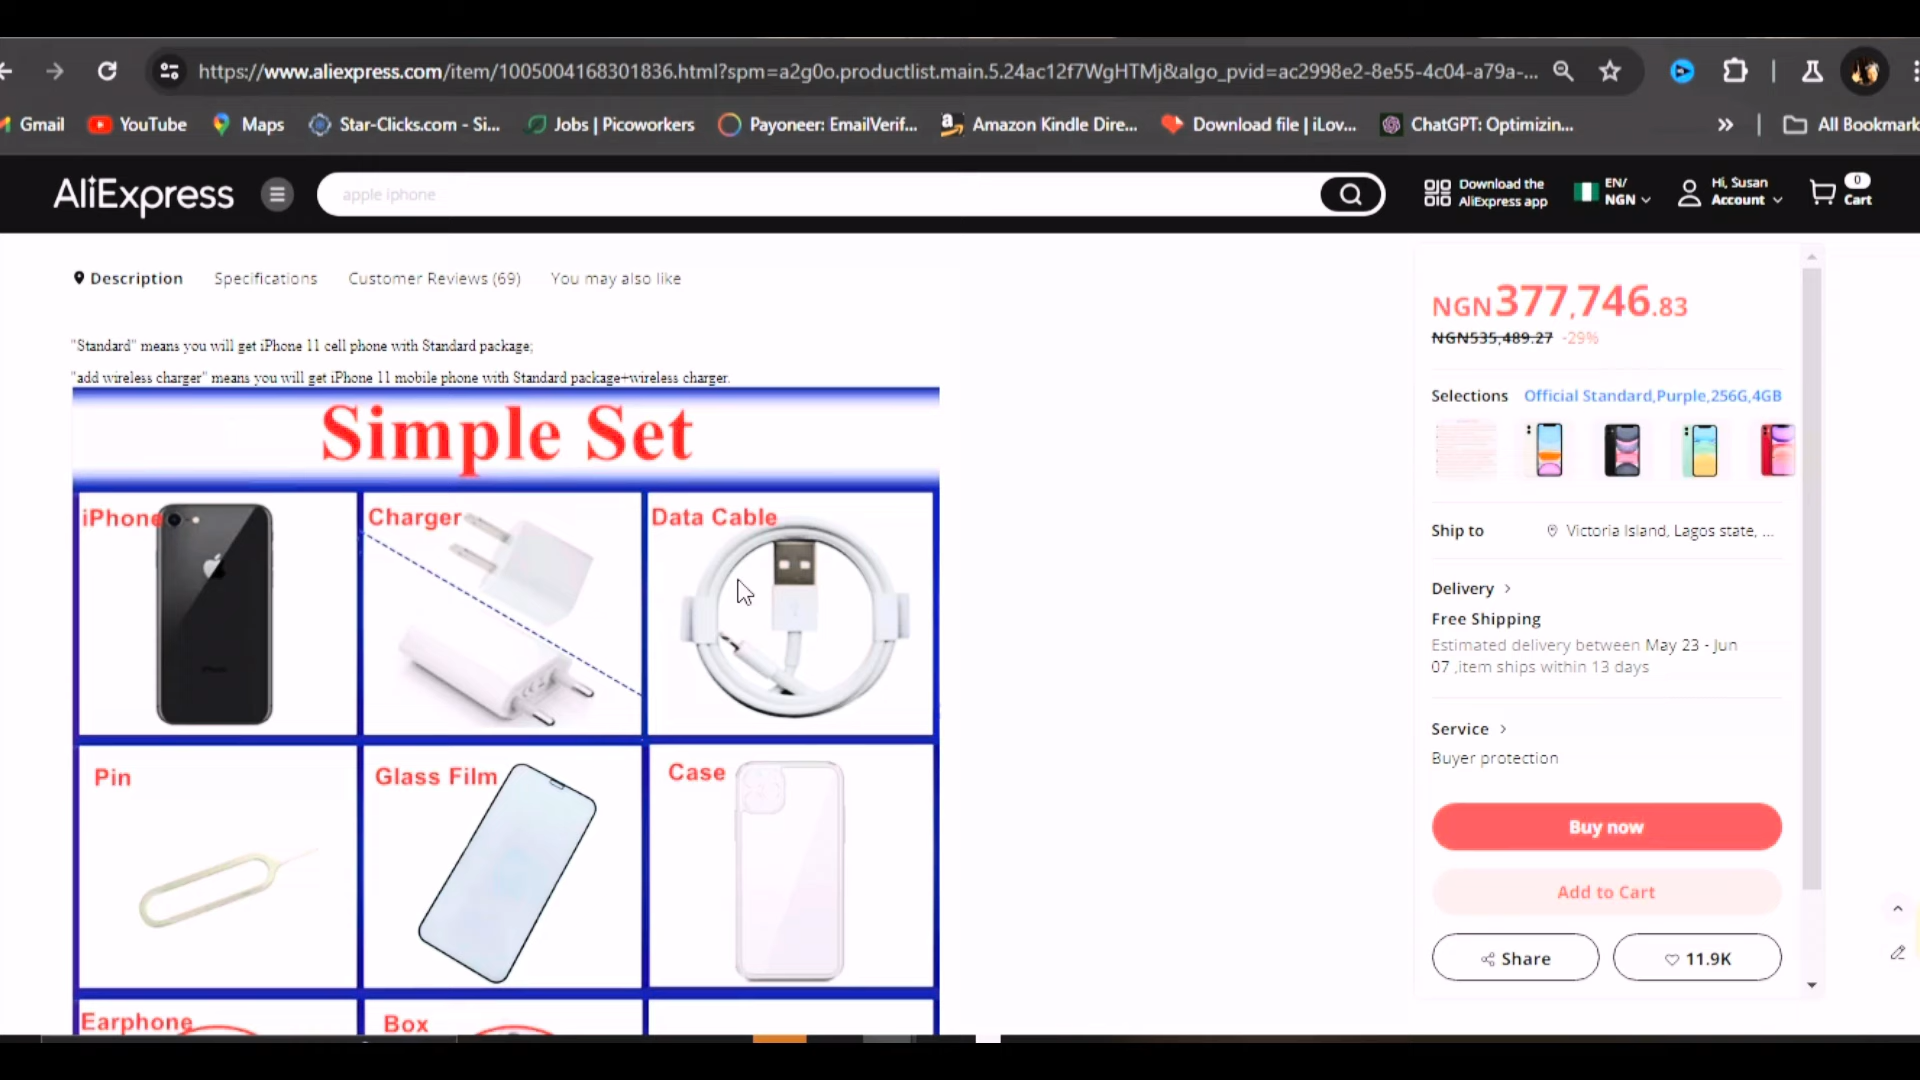 https://www.aliexpress.com/item/1005004168301836.html?spm=a2g0o.productlist.main.5.24ac12f7WgHTMj&algo_pvid=ac2998e2-8e55-4c04-a79a-...
Gmail YouTube Maps Star-Clicks.com - Si... Jobs | Picoworkers Payoneer: EmailVerif... Amazon Kindle Dire... Download file | iLov... ChatGPT: Optimizin... » All Bookmark
AliExpress
apple iphone
Download the
AliExpress app
EN/
NGN
Hi, Susan
Account
0
Cart
Description Specifications Customer Reviews (69) You may also like
"Standard" means you will get iPhone 11 cell phone with Standard package;
"add wireless charger" means you will get iPhone 11 mobile phone with Standard package+wireless charger.
Simple Set
iPhone Charger Data Cable
Pin Glass Film Case
Earphone Box
NGN377,746.83
NGN535,489.27 -29%
Selections Official Standard,Purple,256G,4GB
Ship to Victoria Island, Lagos state, ...
Delivery
Free Shipping
Estimated delivery between May 23 - Jun
07 ,item ships within 13 days
Service
Buyer protection
Buy now
Add to Cart
Share 11.9K